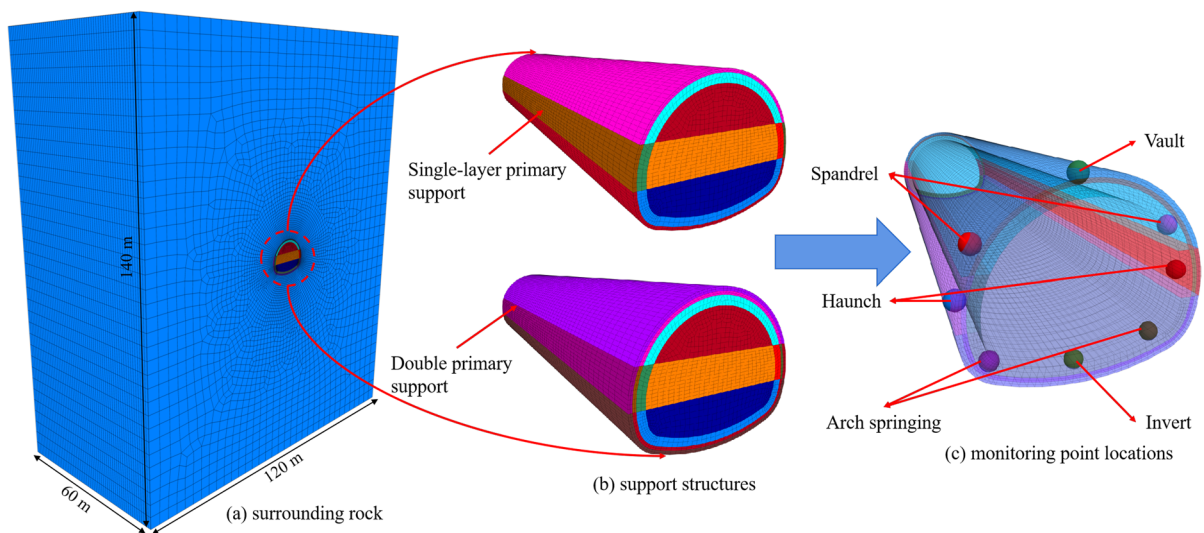 140 m
60 m
120 m
(a) surrounding rock
Single-layer primary
support
Double primary
support
(b) support structures
Vault
Spandrel
Haunch
Arch springing
Invert
(c) monitoring point locations